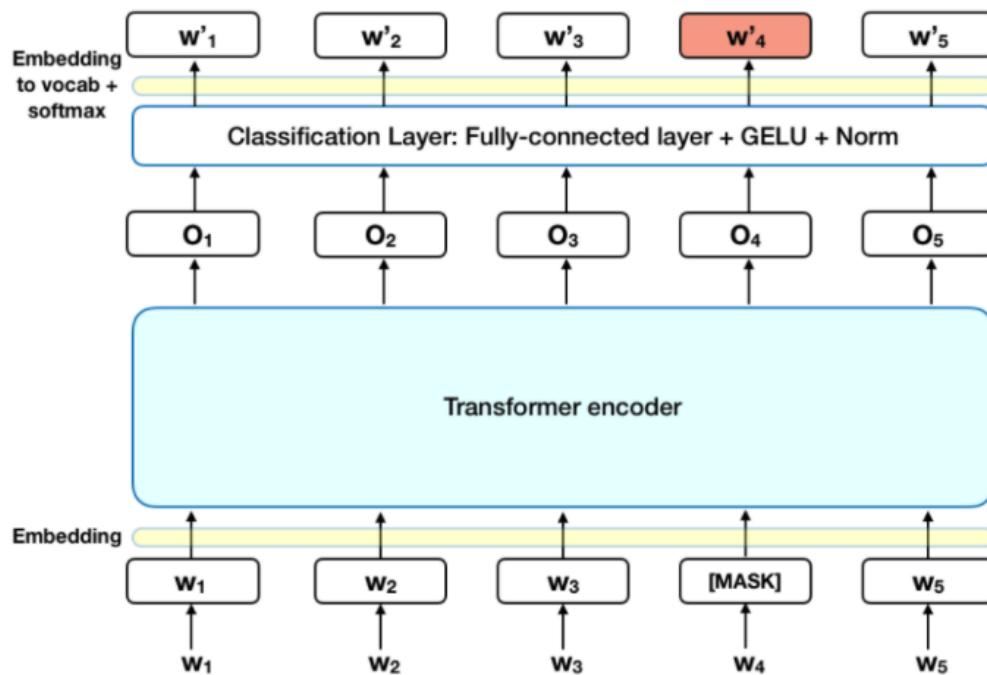 w'₁ w'₂ w'₃ w'₄ w'₅
Embedding
to vocab +
softmax
Classification Layer: Fully-connected layer + GELU + Norm
O₁ O₂ O₃ O₄ O₅
Transformer encoder
Embedding
w₁ w₂ w₃ [MASK] w₅
w₁ w₂ w₃ w₄ w₅